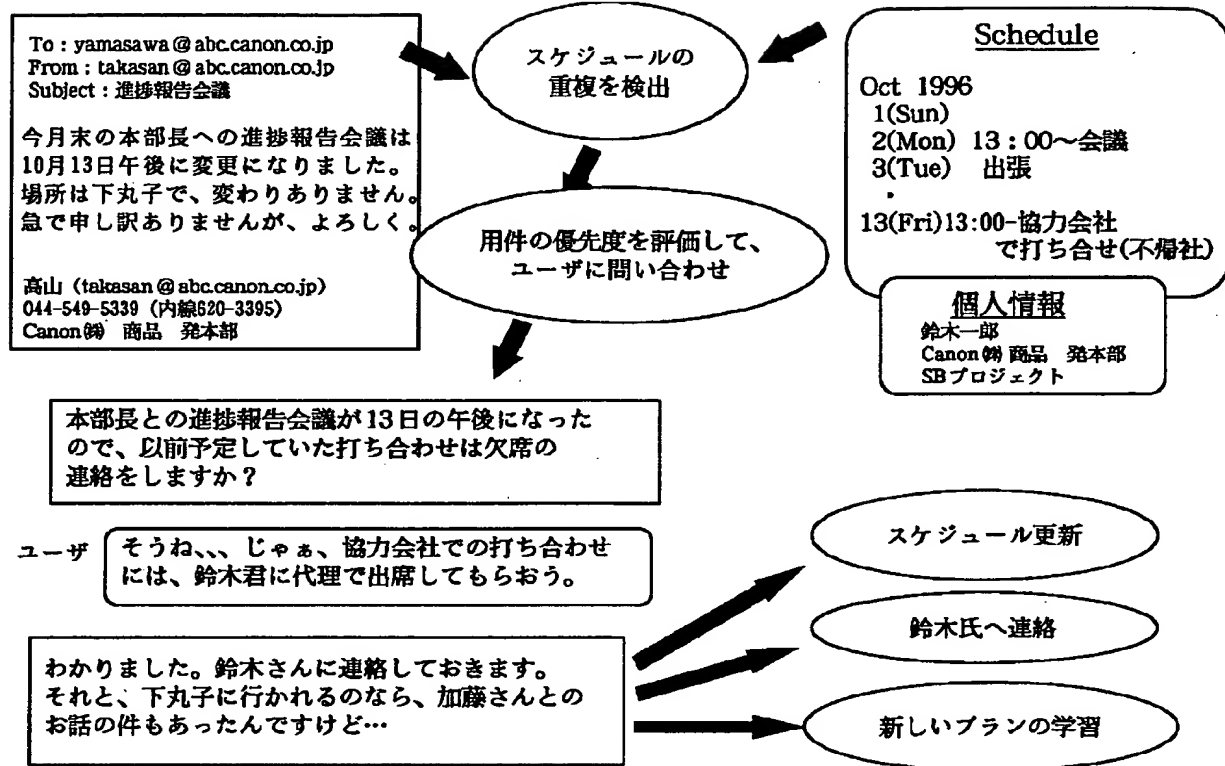 To : yamasawa @ abc.canon.co.jp
From : takasan @ abc.canon.co.jp
Subject : 進捗報告会議
今月末の本部長への進捗報告会議は
10月13日午後に変更になりました。
場所は下丸子で、変わりありません。
急で申し訳ありませんが、よろしく。
高山（takasan @ abc.canon.co.jp）
044-549-5339（内線620-3395）
Canon㈱　商品　発本部
スケジュールの
重複を検出
Schedule
Oct 1996
1(Sun)
2(Mon) 13：00～会議
3(Tue)　出張
・
13(Fri)13:00-協力会社
で打ち合せ(不帰社)
用件の優先度を評価して、
ユーザに問い合わせ
個人情報
鈴木一郎
Canon㈱ 商品　発本部
SBプロジェクト
本部長との進捗報告会議が13日の午後になった
ので、以前予定していた打ち合わせは欠席の
連絡をしますか？
ユーザ
そうね、、、じゃぁ、協力会社での打ち合わせ
には、鈴木君に代理で出席してもらおう。
わかりました。鈴木さんに連絡しておきます。
それと、下丸子に行かれるのなら、加藤さんとの
お話の件もあったんですけど…
スケジュール更新
鈴木氏へ連絡
新しいプランの学習